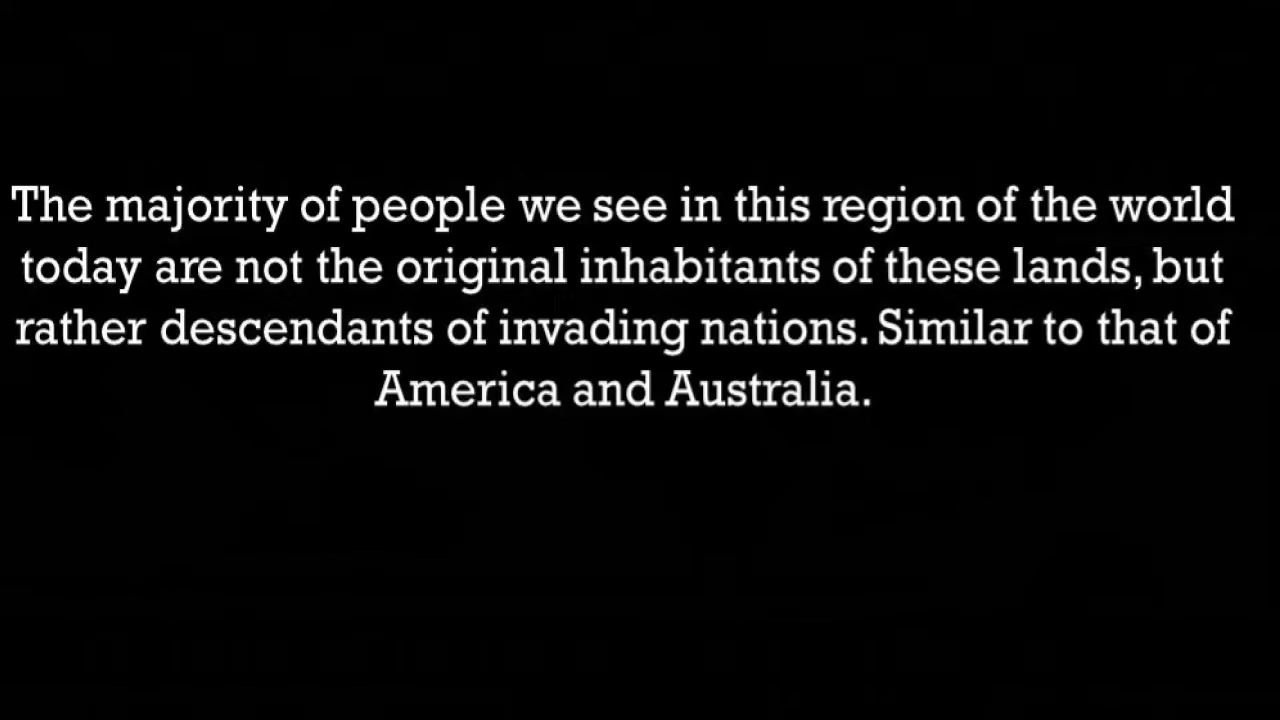 The majority of people we see in this region of the world
today are not the original inhabitants of these lands, but
rather descendants of invading nations. Similar to that of
America and Australia.